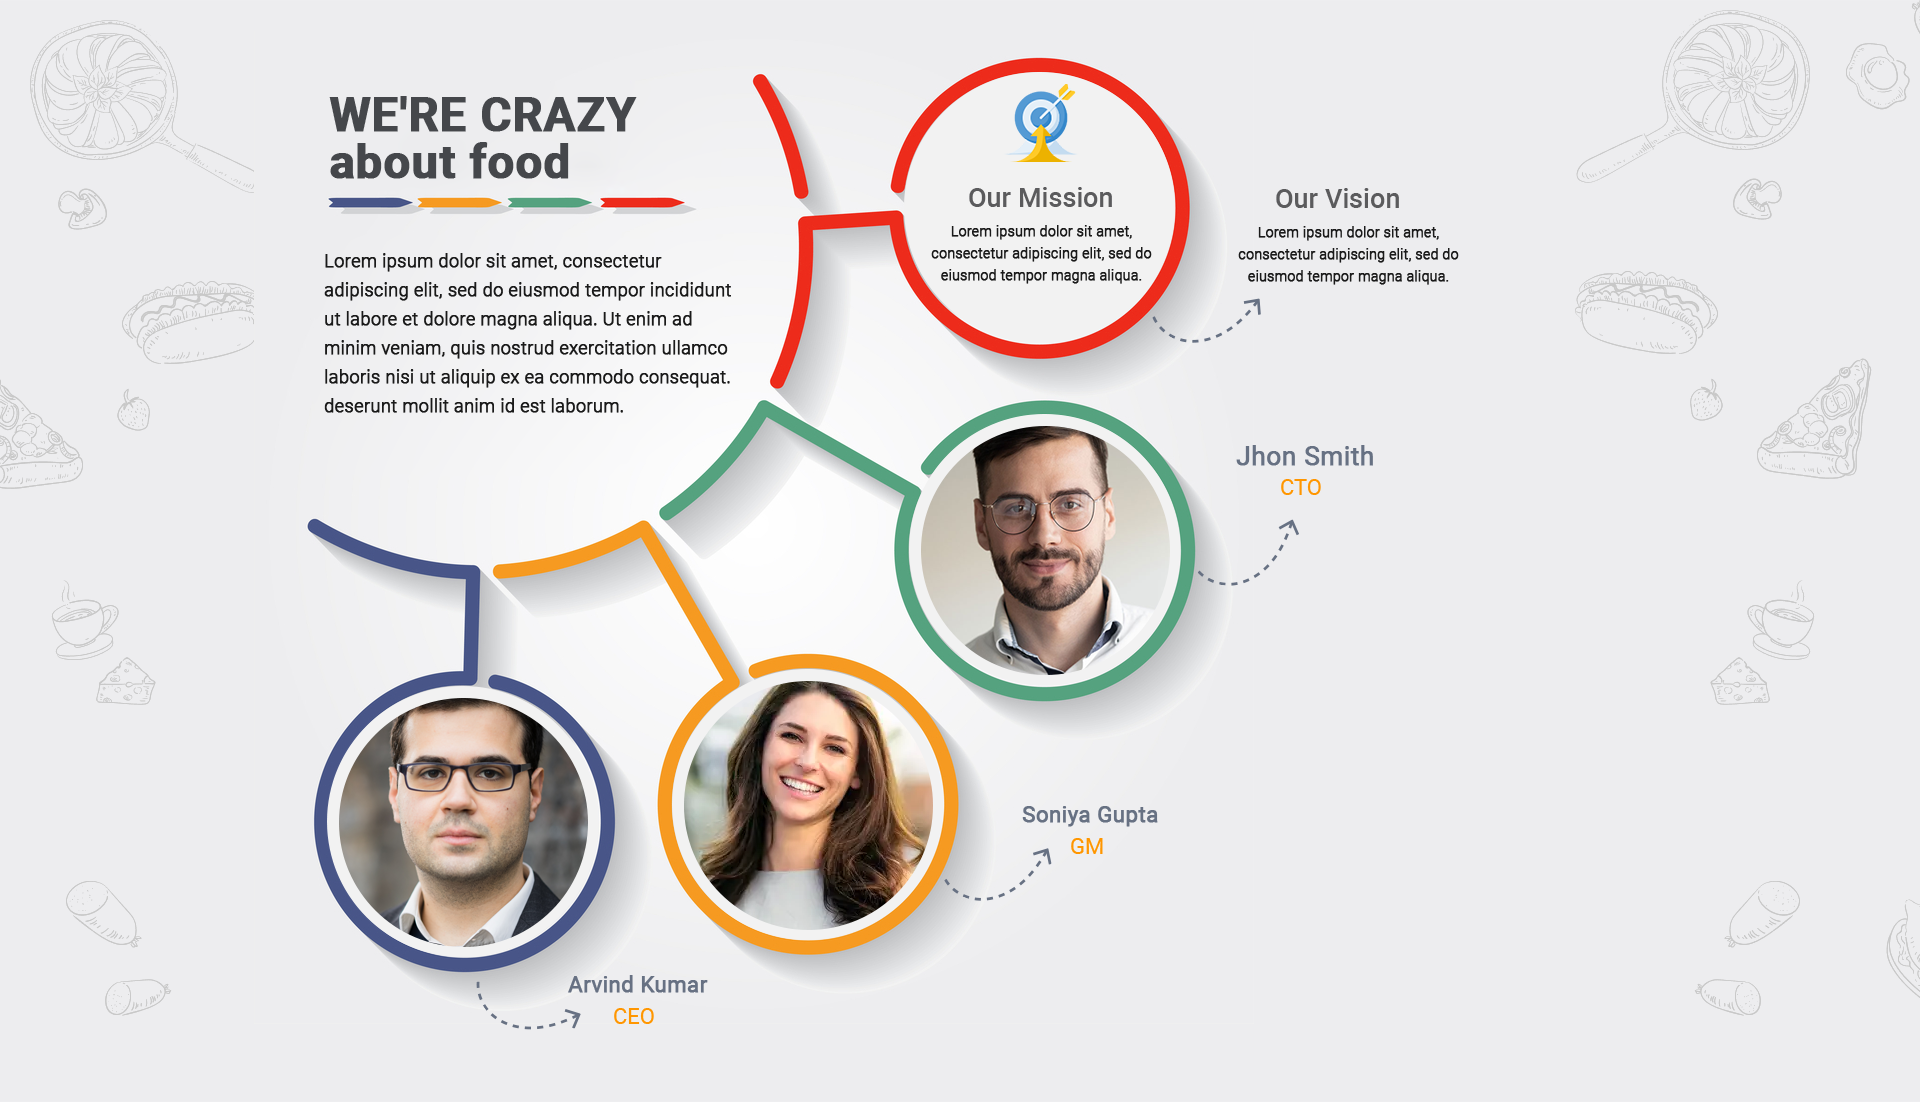 WE'RE CRAZY
about food
Lorem ipsum dolor sit amet, consectetur
adipiscing elit, sed do eiusmod tempor incididunt
ut labore et dolore magna aliqua. Ut enim ad
minim veniam, quis nostrud exercitation ullamco
laboris nisi ut aliquip ex ea commodo consequat.
deserunt mollit anim id est laborum.
Our Mission
Lorem ipsum dolor sit amet,
consectetur adipiscing elit, sed do
eiusmod tempor magna aliqua.
Our Vision
Lorem ipsum dolor sit amet,
consectetur adipiscing elit, sed do
eiusmod tempor magna aliqua.
Jhon Smith
CTO
Soniya Gupta
GM
Arvind Kumar
CEO